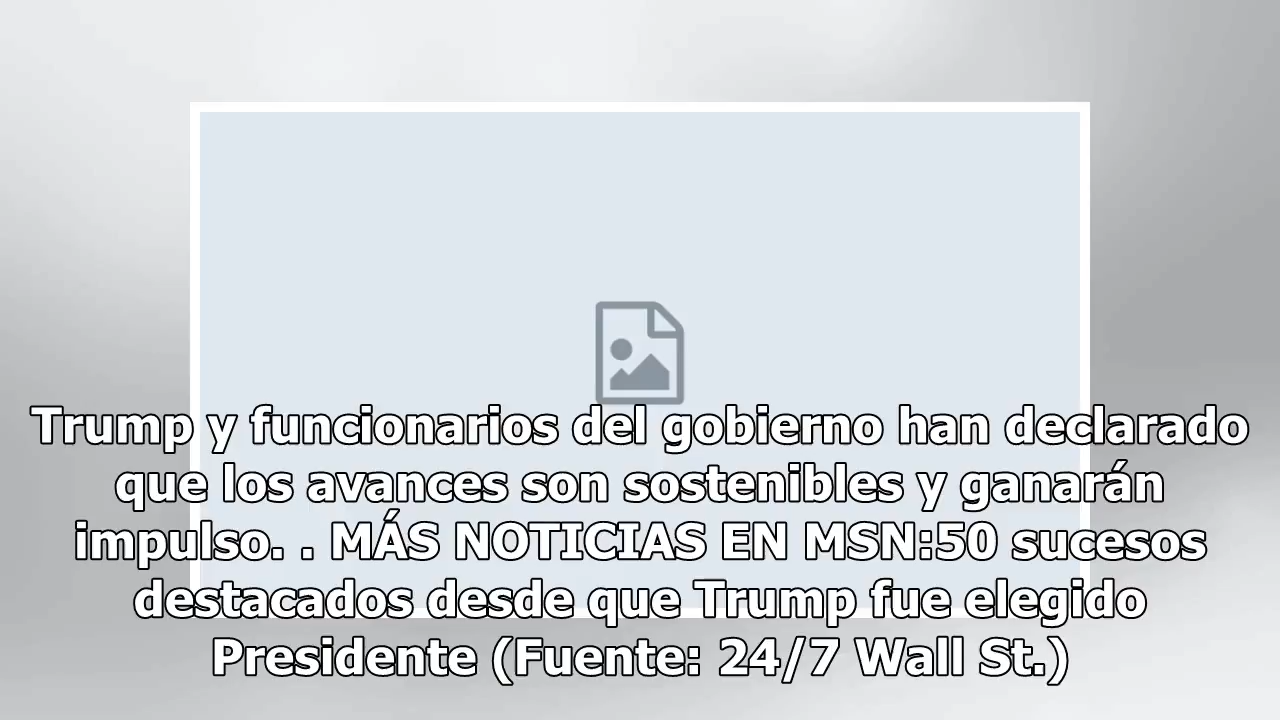 Trump y funcionarios del gobierno han declarado
que los avances son sostenibles y ganarán
impulso. . MÁS NOTICIAS EN MSN:50 sucesos
destacados desde que Trump fue elegido
Presidente (Fuente: 24/7 Wall St.)